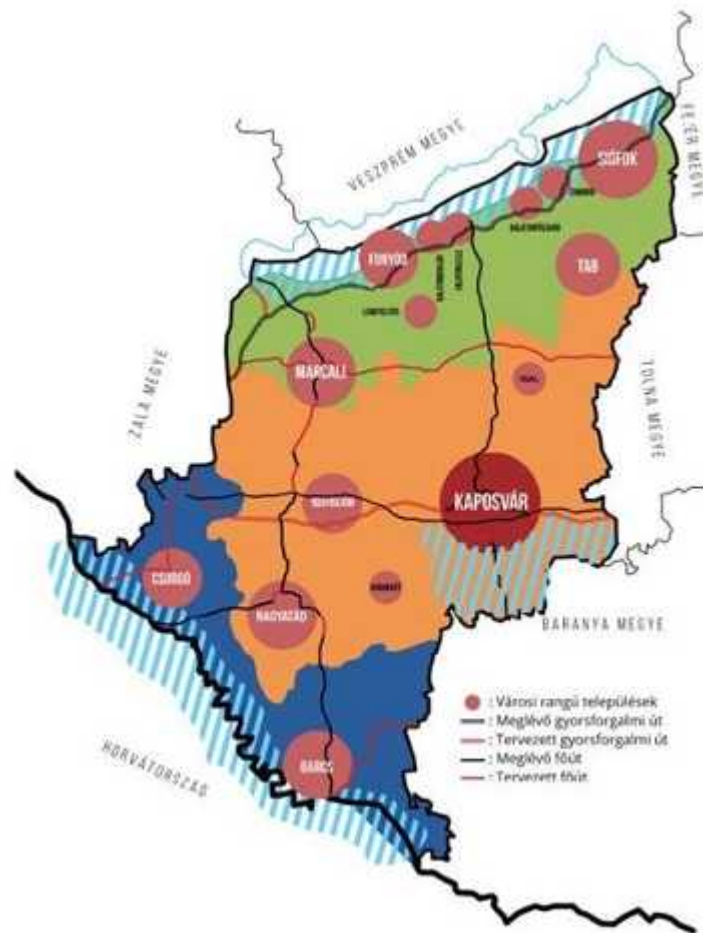 FEJÉR MEGYE
SIÓFOK
VESZPRÉM MEGYE
FONYÓD
TAB
MARCALI
ZALA MEGYE
TOLNA MEGYE
KAPOSVÁR
CSURGÓ
NAGYATÁD
BARANYA MEGYE
BARCS
HORVÁTORSZÁG
: Városi rangú települések
: Meglévő gyorsforgalmi út
: Tervezett gyorsforgalmi út
: Meglévő főút
: Tervezett főút